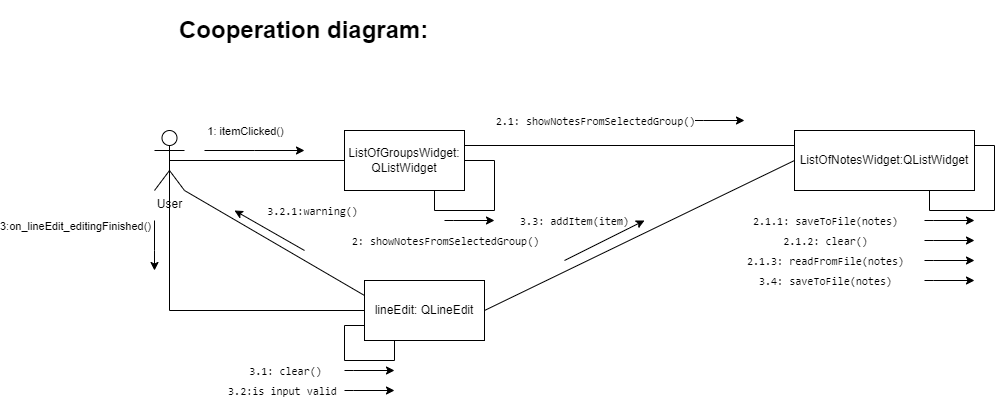 Cooperation diagram:
2.1: showNotesFromSelectedGroup()
1: itemClicked()
ListOfGroupsWidget:
QListWidget
ListOfNotesWidget:QListWidget
User
3.2.1:warning()
3:on_lineEdit_editingFinished()
3.3: addItem(item)
2: showNotesFromSelectedGroup()
2.1.1: saveToFile(notes)
2.1.2: clear()
2.1.3: readFromFile(notes)
3.4: saveToFile(notes)
lineEdit: QLineEdit
3.1: clear()
3.2:is input valid